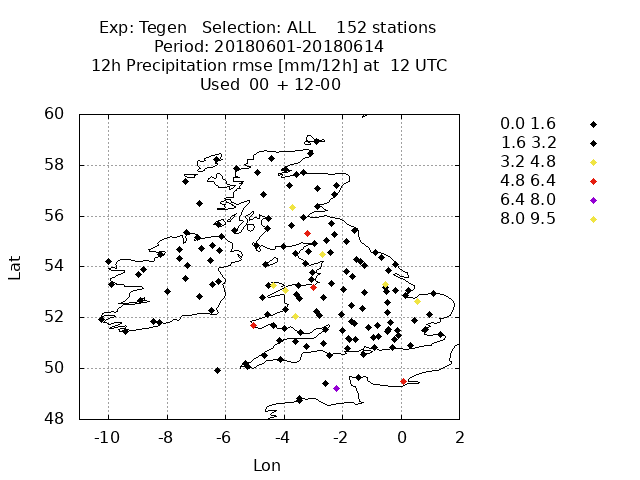 Exp: Tegen Selection: ALL 152 stations
Period: 20180601-20180614
12h Precipitation rmse [mm/12h] at 12 UTC
Used 00 + 12-00
60
58
56
54
52
50
48
Lat
-10 -8 -6 -4 -2 0 2
Lon
0.0 1.6
1.6 3.2
3.2 4.8
4.8 6.4
6.4 8.0
8.0 9.5